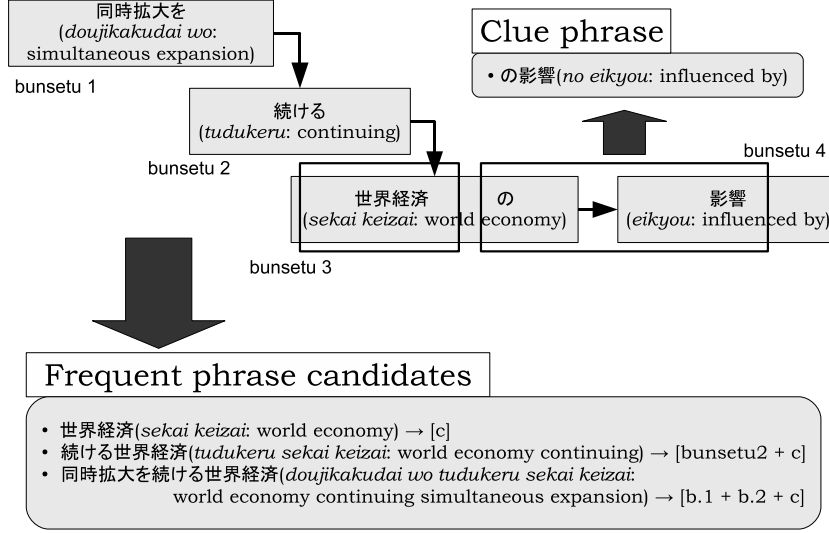 同時拡大を
(doujikakudai wo:
simultaneous expansion)
bunsetu 1
続ける
(tudukeru: continuing)
bunsetu 2
世界経済 の
(sekai keizai: world economy)
bunsetu 3
影響
(eikyou: influenced by)
bunsetu 4
Clue phrase
• の影響(no eikyou: influenced by)
Frequent phrase candidates
• 世界経済(sekai keizai: world economy) → [c]
• 続ける世界経済(tudukeru sekai keizai: world economy continuing) → [bunsetu2 + c]
• 同時拡大を続ける世界経済(doujikakudai wo tudukeru sekai keizai:
world economy continuing simultaneous expansion) → [b.1 + b.2 + c]